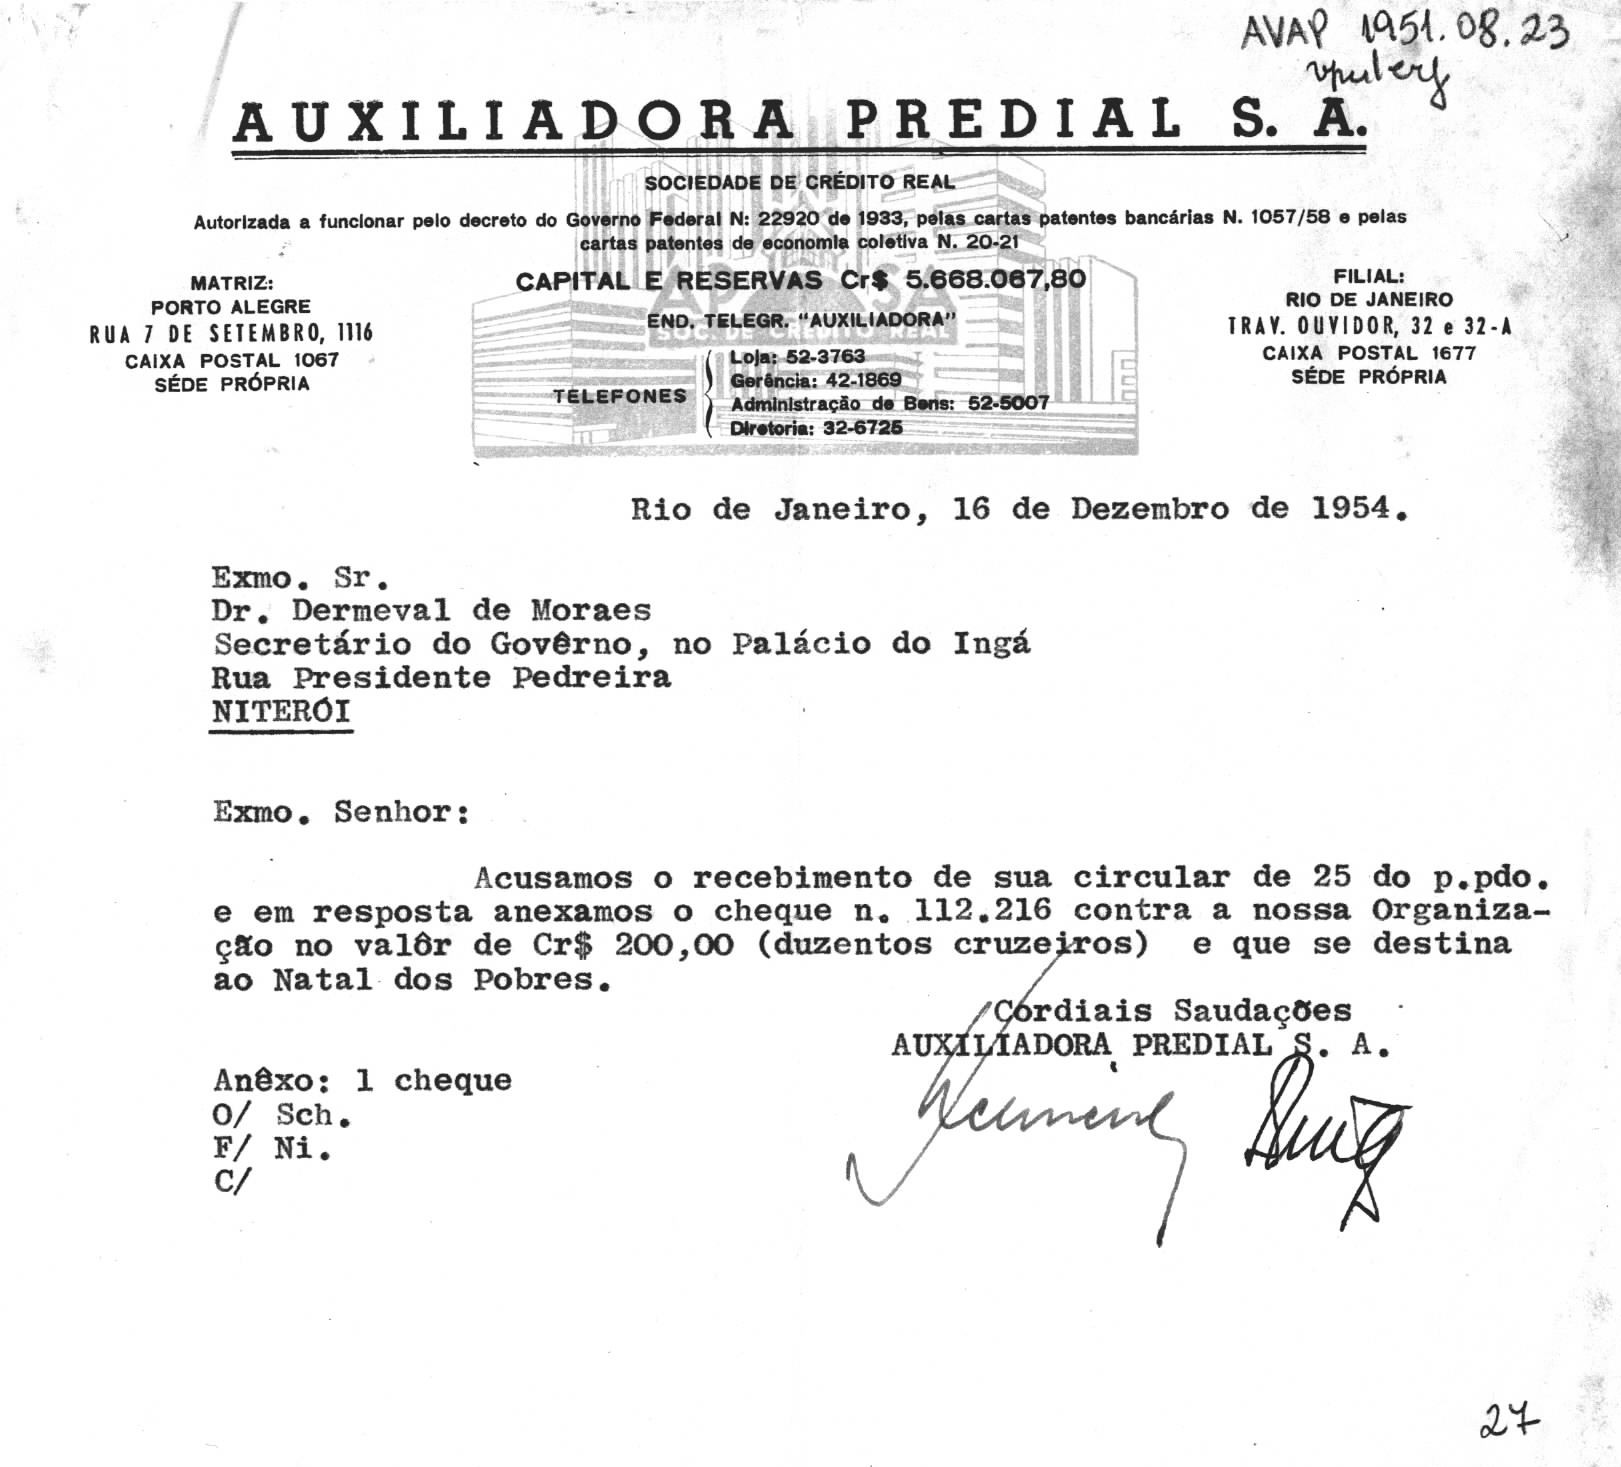 AVAP 1951.08.23
AUXILIADORA PREDIAL S. A.
SOCIEDADE DE CRÉDITO REAL
Autorizada a funcionar pelo decreto do Governo Federal N: 22920 de 1933, pelas cartas patentes bancárias N. 1057/58 e pelas
cartas patentes de economia coletiva N. 20-21
CAPITAL E RESERVAS Cr$ 5.668.067,80
END. TELEGR. "AUXILIADORA"
APSA
SOC. DE CRÉDITO REAL
TELEFONES
Loja: 52-3763
Gerência: 42-1869
Administração de Bens: 52-5007
Diretoria: 32-6725
MATRIZ:
PORTO ALEGRE
RUA 7 DE SETEMBRO, 1116
CAIXA POSTAL 1067
SÉDE PRÓPRIA
FILIAL:
RIO DE JANEIRO
TRAV. OUVIDOR, 32 e 32-A
CAIXA POSTAL 1677
SÉDE PRÓPRIA
Rio de Janeiro, 16 de Dezembro de 1954.
Exmo. Sr.
Dr. Dermeval de Moraes
Secretário do Govêrno, no Palácio do Ingá
Rua Presidente Pedreira
NITERÓI
Exmo. Senhor:
Acusamos o recebimento de sua circular de 25 do p.pdo.
e em resposta anexamos o cheque n. 112.216 contra a nossa Organiza-
ção no valôr de Cr$ 200,00 (duzentos cruzeiros) e que se destina
ao Natal dos Pobres.
Cordiais Saudações
AUXILIADORA PREDIAL S. A.
Anêxo: 1 cheque
O/ Sch.
F/ Ni.
C/
27